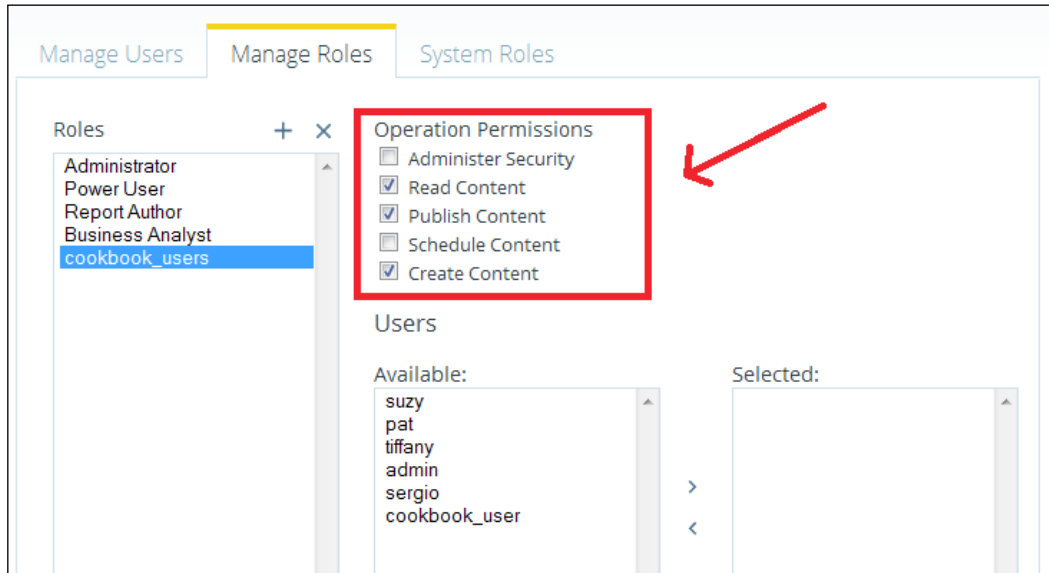 Manage Users Manage Roles System Roles
Roles
Administrator
Power User
Report Author
Business Analyst
cookbook_users
Operation Permissions
Administer Security
Read Content
Publish Content
Schedule Content
Create Content
Users
Available:
suzy
pat
tiffany
admin
sergio
cookbook_user
Selected: